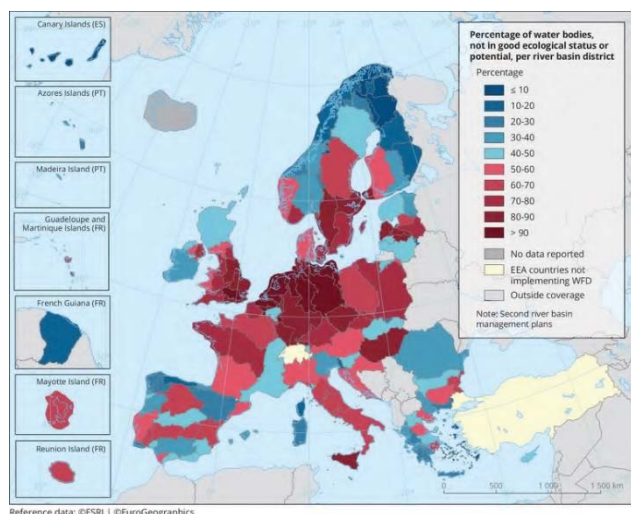 Canary Islands (ES)
Azores Islands (PT)
Madeira Island (PT)
Guadeloupe and
Martinique Islands (FR)
French Guiana (FR)
Mayotte Island (FR)
Reunion Island (FR)
Percentage of water bodies,
not in good ecological status or
potential, per river basin district
Percentage
≤ 10
10-20
20-30
30-40
40-50
50-60
60-70
70-80
80-90
> 90
No data reported
EEA countries not
implementing WFD
Outside coverage
Note: Second river basin
management plans
0 500 1 000 1 500 km
Reference data: ©ESRI | ©EuroGeographics